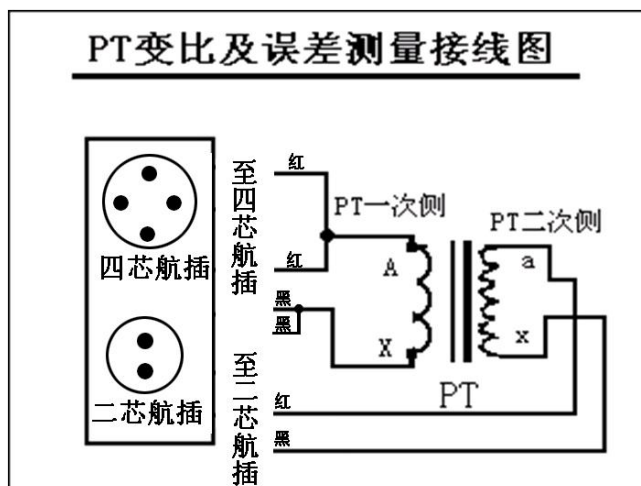 PT变比及误差测量接线图
至四芯航插
红
PT一次侧
PT二次侧
四芯航插
红
A
a
黑
黑
X
x
至二芯航插
PT
二芯航插
红
黑